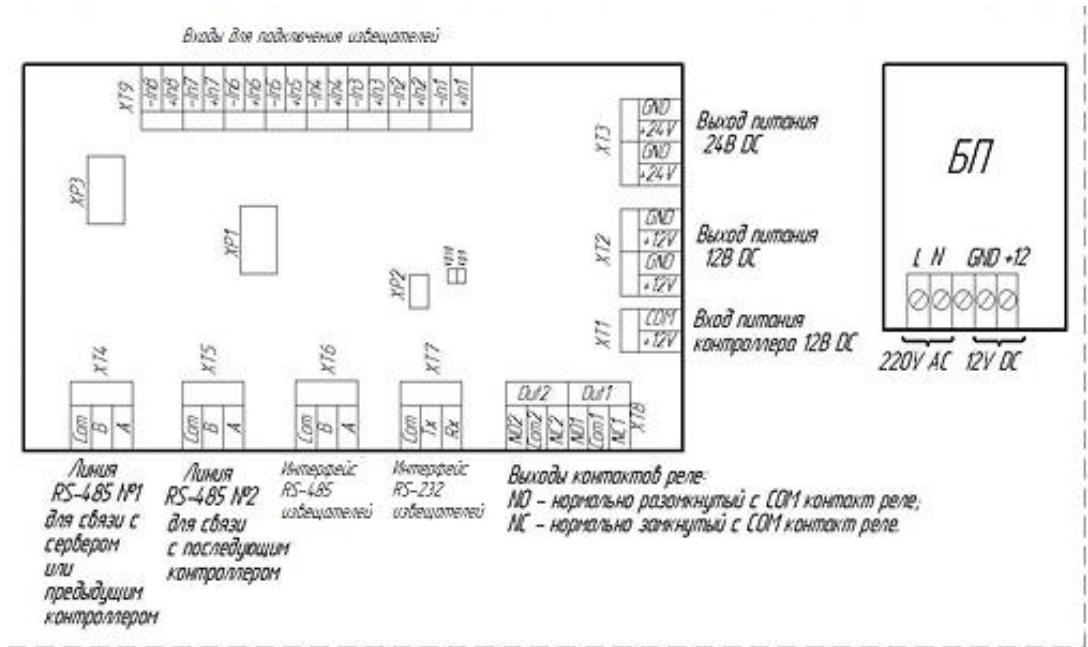 Входы для подключения извещателей
XT9
-In8 +In8 -In7 +In7 -In6 +In6 -In5 +In5 -In4 +In4 -In3 +In3 -In2 +In2 -In1 +In1
XP3
XP1
XP2
XT3
GND
+24V
GND
+24V
Выход питания
24В DC
XT2
GND
+12V
GND
+12V
Выход питания
12В DC
XT1
COM
+12V
Вход питания
контроллера 12В DC
БП
L N GND +12
220V AC 12V DC
XT4
Com B A
XT5
Com B A
XT6
Com B A
XT7
Com Tx Rx
Out2 Out1
NO2 Com2 NC2 NO1 Com1 NC1
XT8
Линия
RS-485 №1
для связи с
сервером
или
предыдущим
контроллером
Линия
RS-485 №2
для связи
с последующим
контроллером
Интерфейс
RS-485
извещателей
Интерфейс
RS-232
извещателей
Выходы контактов реле:
NO - нормально разомкнутый с COM контакт реле;
NC - нормально замкнутый с COM контакт реле.